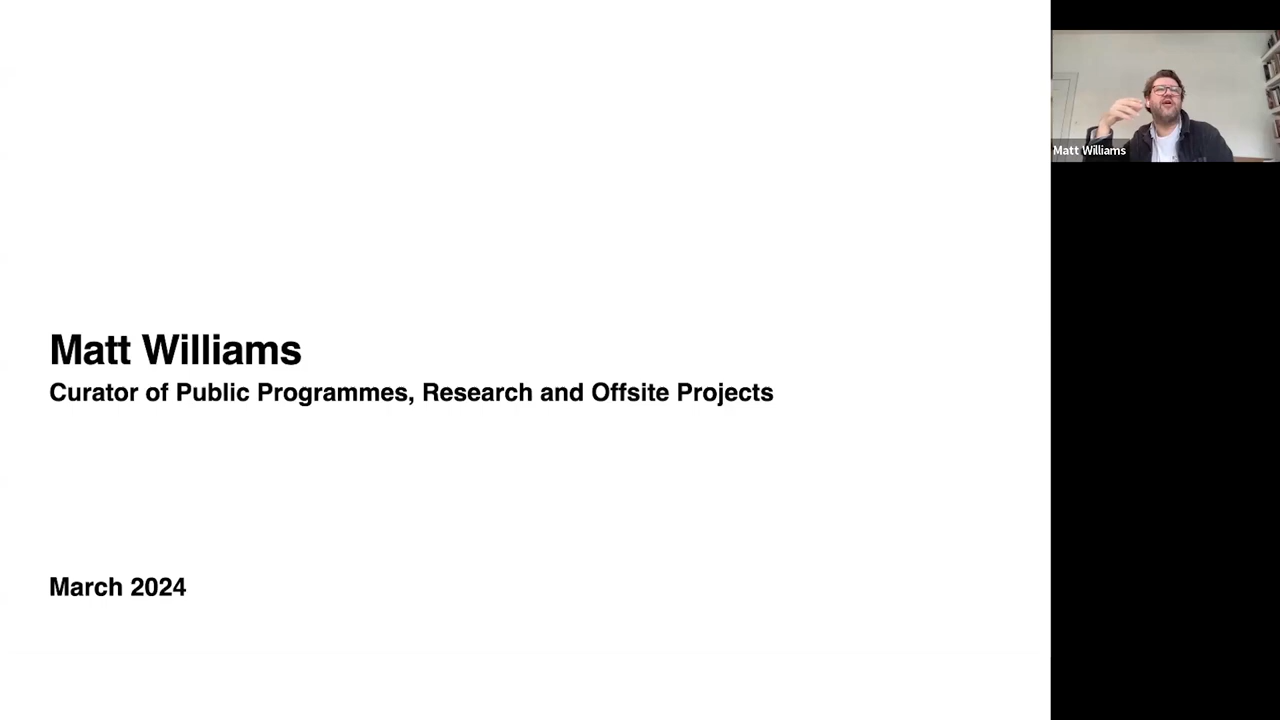 Matt Williams
Curator of Public Programmes, Research and Offsite Projects
March 2024
Matt Williams